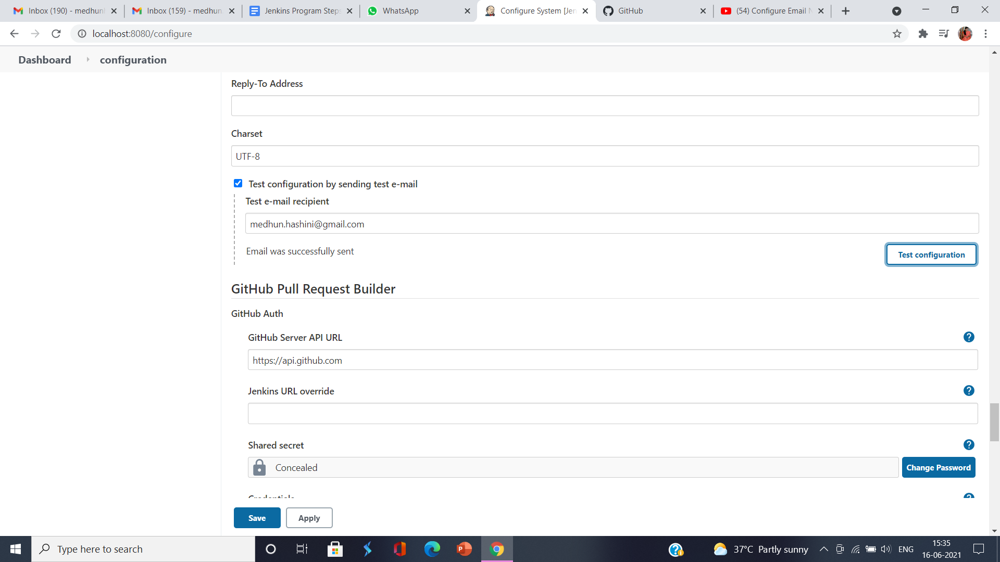 Inbox (190) - medhun
Inbox (159) - medhun
Jenkins Program Steps
WhatsApp
Configure System [Jen
GitHub
(54) Configure Email N
localhost:8080/configure
Dashboard
configuration
Reply-To Address
Charset
UTF-8
Test configuration by sending test e-mail
Test e-mail recipient
medhun.hashini@gmail.com
Email was successfully sent
Test configuration
GitHub Pull Request Builder
GitHub Auth
GitHub Server API URL
?
https://api.github.com
Jenkins URL override
?
Shared secret
?
Concealed
Change Password
Credentials
?
Save
Apply
Type here to search
37°C Partly sunny
ENG
15:35
16-06-2021